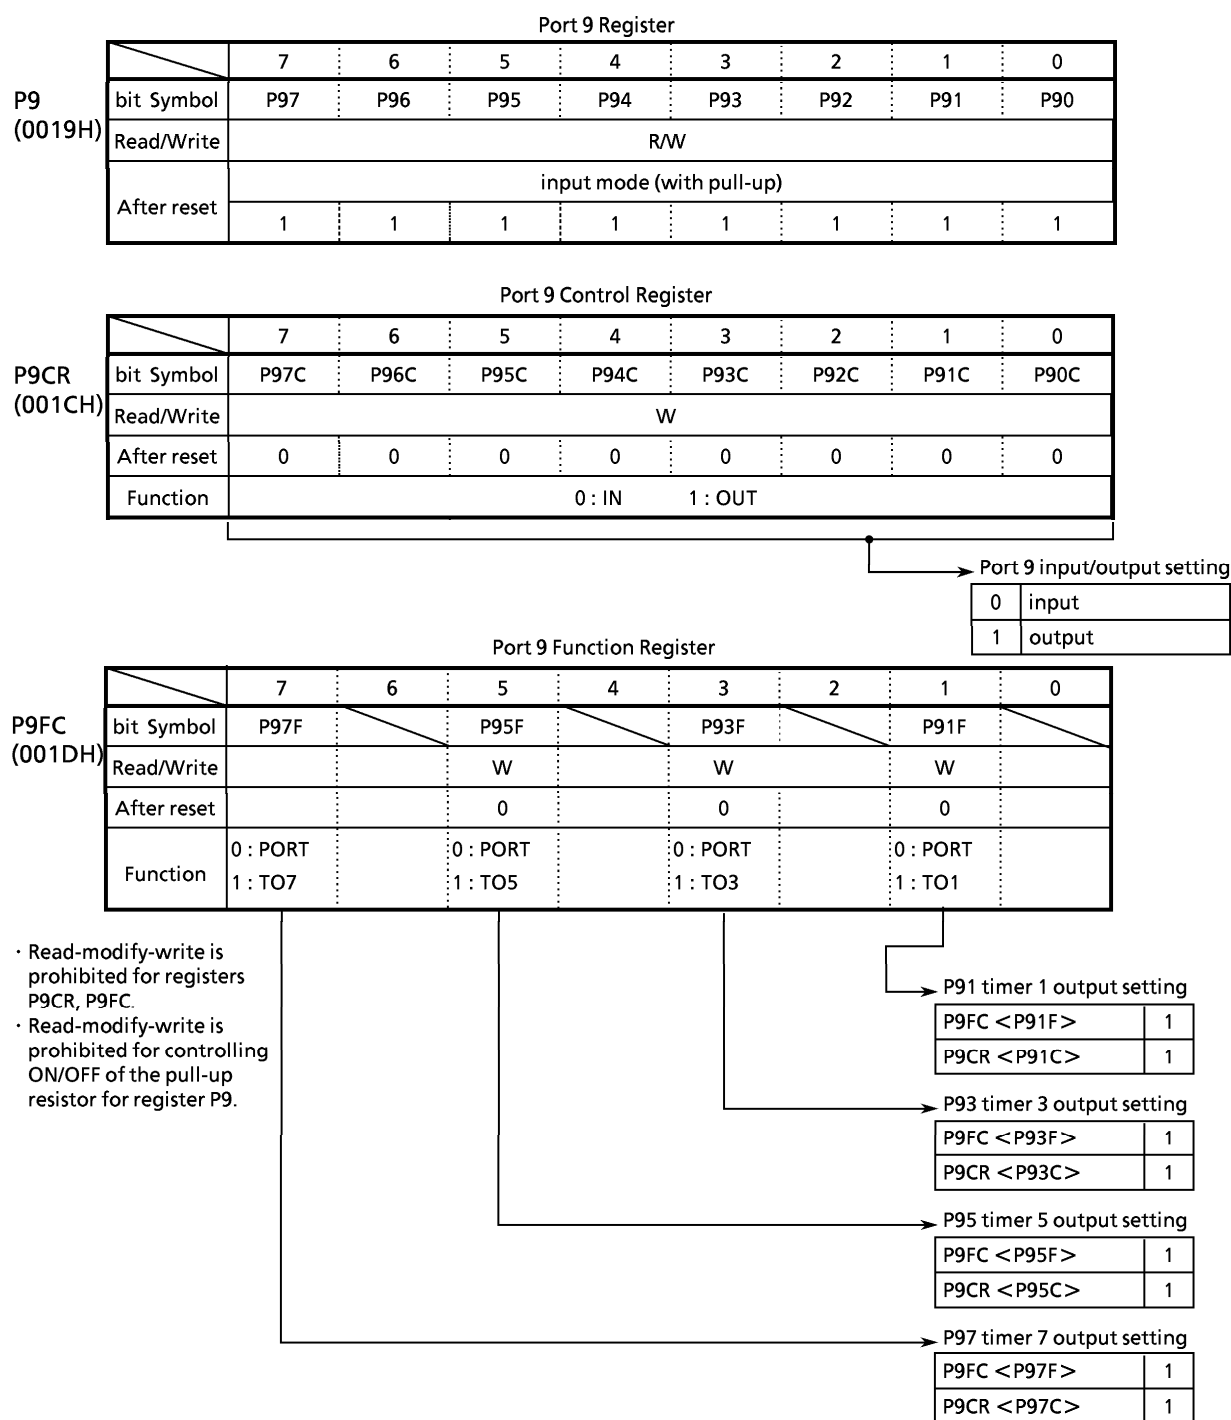 Port 9 Register
7 6 5 4 3 2 1 0
P9
(0019H)
bit Symbol P97 P96 P95 P94 P93 P92 P91 P90
Read/Write R/W
After reset
input mode (with pull-up)
1 1 1 1 1 1 1 1
Port 9 Control Register
7 6 5 4 3 2 1 0
P9CR
(001CH)
bit Symbol P97C P96C P95C P94C P93C P92C P91C P90C
Read/Write W
After reset 0 0 0 0 0 0 0 0
Function 0 : IN 1 : OUT
Port 9 input/output setting
0 input
1 output
Port 9 Function Register
7 6 5 4 3 2 1 0
P9FC
(001DH)
bit Symbol P97F P95F P93F P91F
Read/Write W W W
After reset 0 0 0
Function
0 : PORT 0 : PORT 0 : PORT 0 : PORT
1 : TO7 1 : TO5 1 : TO3 1 : TO1
· Read-modify-write is
prohibited for registers
P9CR, P9FC.
· Read-modify-write is
prohibited for controlling
ON/OFF of the pull-up
resistor for register P9.
P91 timer 1 output setting
P9FC <P91F> 1
P9CR <P91C> 1
P93 timer 3 output setting
P9FC <P93F> 1
P9CR <P93C> 1
P95 timer 5 output setting
P9FC <P95F> 1
P9CR <P95C> 1
P97 timer 7 output setting
P9FC <P97F> 1
P9CR <P97C> 1